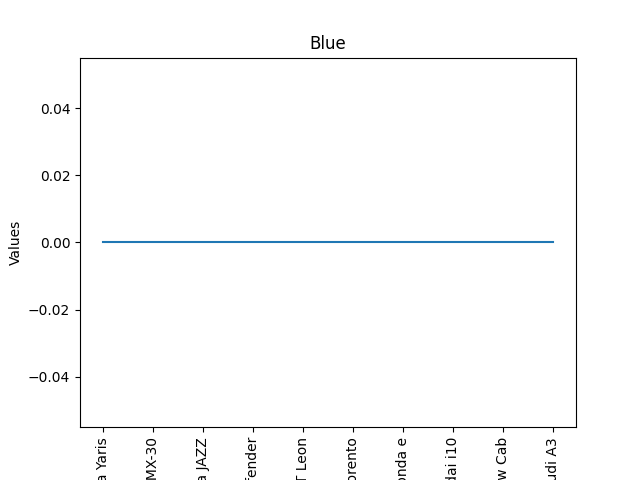 Blue
0.04
0.02
0.00
−0.02
−0.04
Values
a Yaris
MX-30
a JAZZ
fender
T Leon
orento
onda e
dai i10
w Cab
udi A3